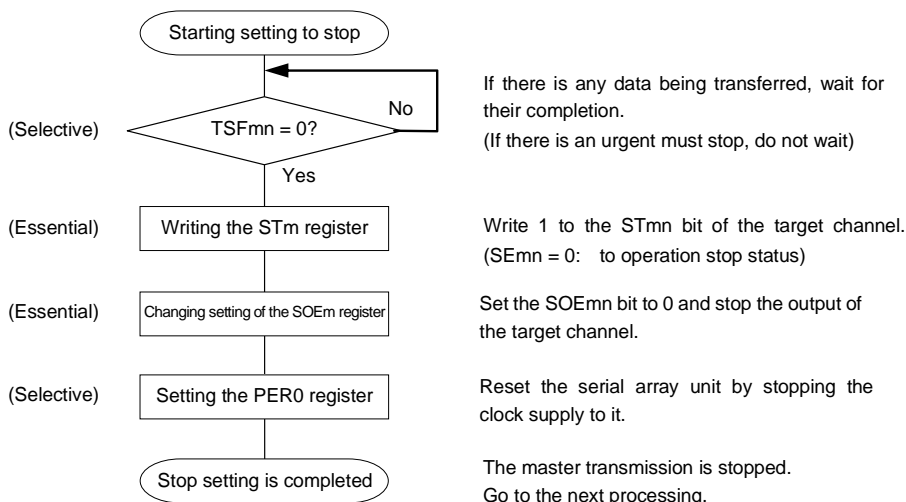 Starting setting to stop
No
(Selective)
TSFmn = 0?
If there is any data being transferred, wait for
their completion.
(If there is an urgent must stop, do not wait)
Yes
(Essential)
Writing the STm register
Write 1 to the STmn bit of the target channel.
(SEmn = 0: to operation stop status)
(Essential)
Changing setting of the SOEm register
Set the SOEmn bit to 0 and stop the output of
the target channel.
(Selective)
Setting the PER0 register
Reset the serial array unit by stopping the
clock supply to it.
Stop setting is completed
The master transmission is stopped.
Go to the next processing.